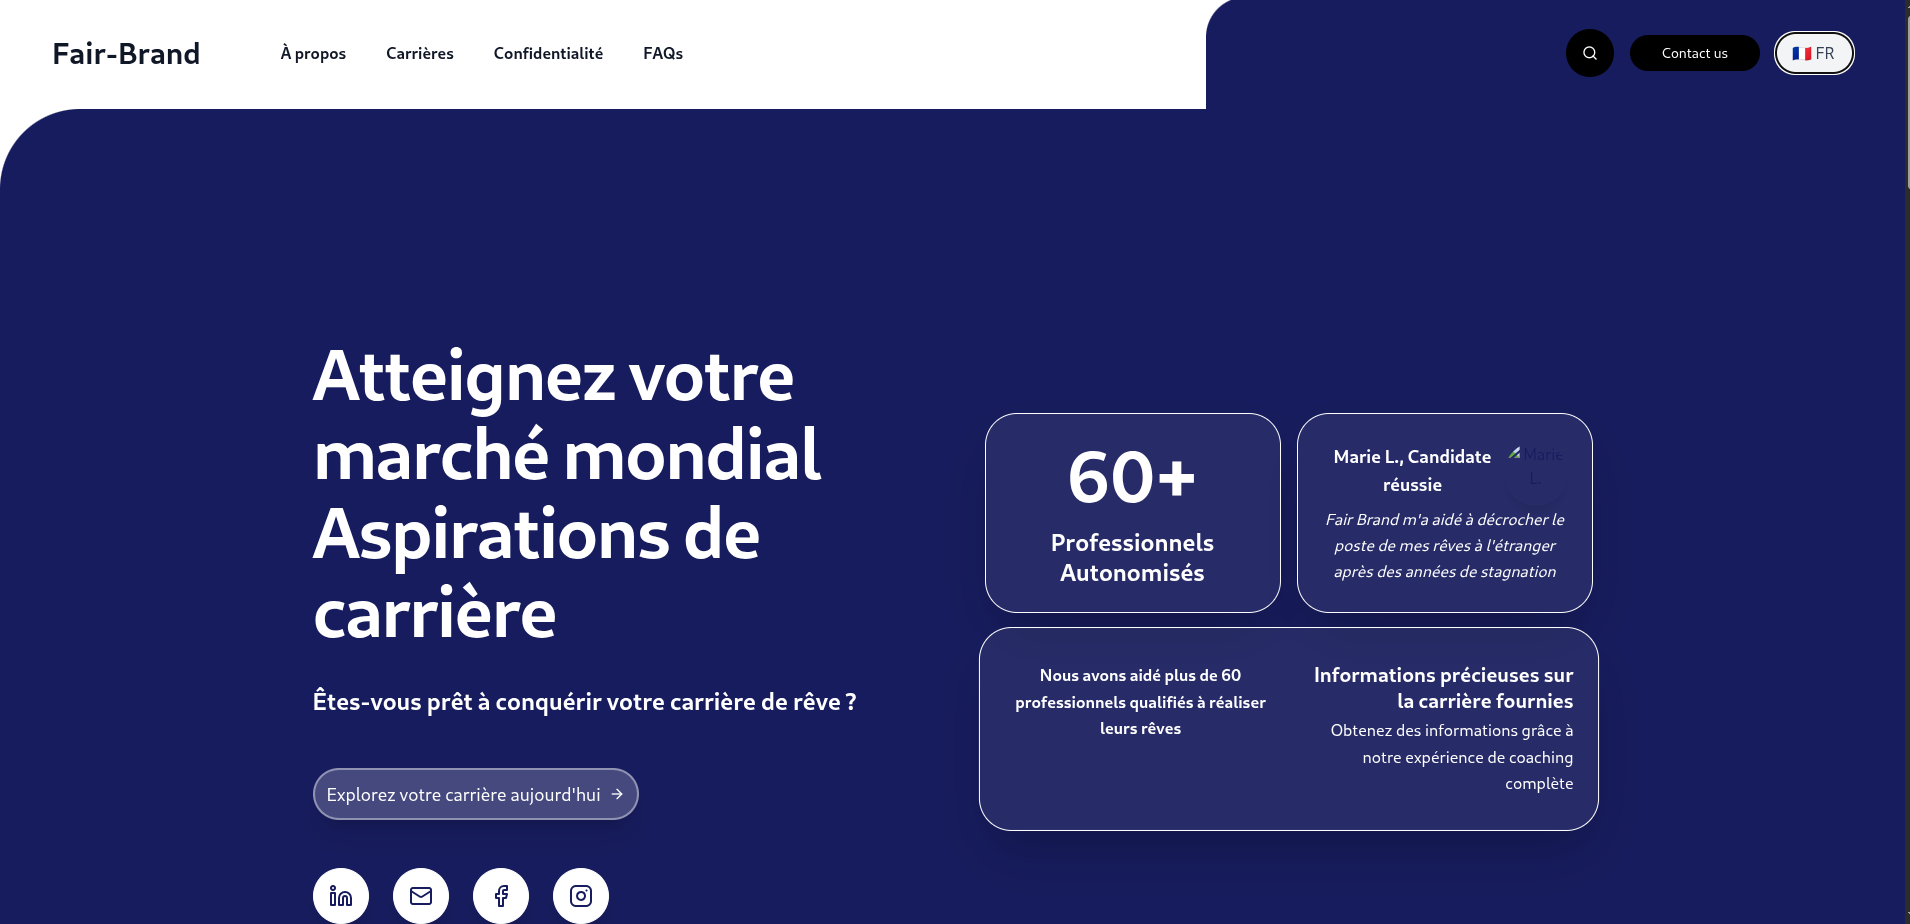 Fair-Brand
À propos
Carrières
Confidentialité
FAQs
Contact us
🇫🇷 FR
Atteignez votre
marché mondial
Aspirations de
carrière
Êtes-vous prêt à conquérir votre carrière de rêve ?
Explorez votre carrière aujourd'hui
60+
Professionnels
Autonomisés
Marie L., Candidate
réussie
Marie
L.
Fair Brand m'a aidé à décrocher le
poste de mes rêves à l'étranger
après des années de stagnation
Nous avons aidé plus de 60
professionnels qualifiés à réaliser
leurs rêves
Informations précieuses sur
la carrière fournies
Obtenez des informations grâce à
notre expérience de coaching
complète